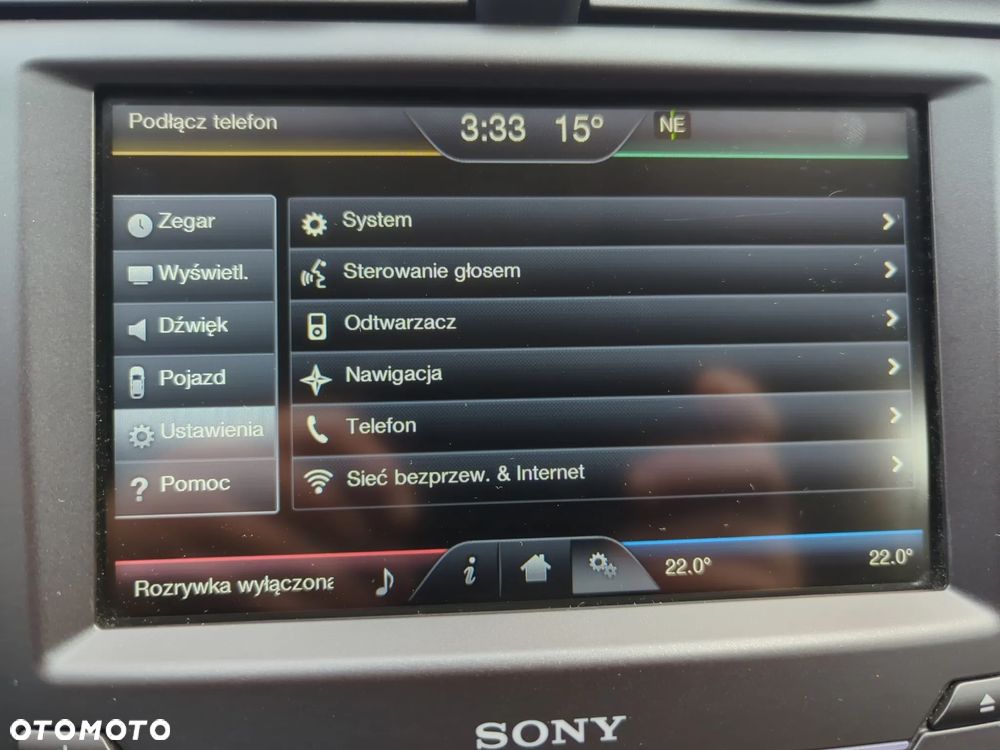 Podłącz telefon
3:33 15° NE
Zegar
Wyświetl.
Dźwięk
Pojazd
Ustawienia
? Pomoc
System
Sterowanie głosem
Odtwarzacz
Nawigacja
Telefon
Sieć bezprzew. & Internet
Rozrywka wyłączona
i
22.0°
22.0°
SONY
OTOMOTO